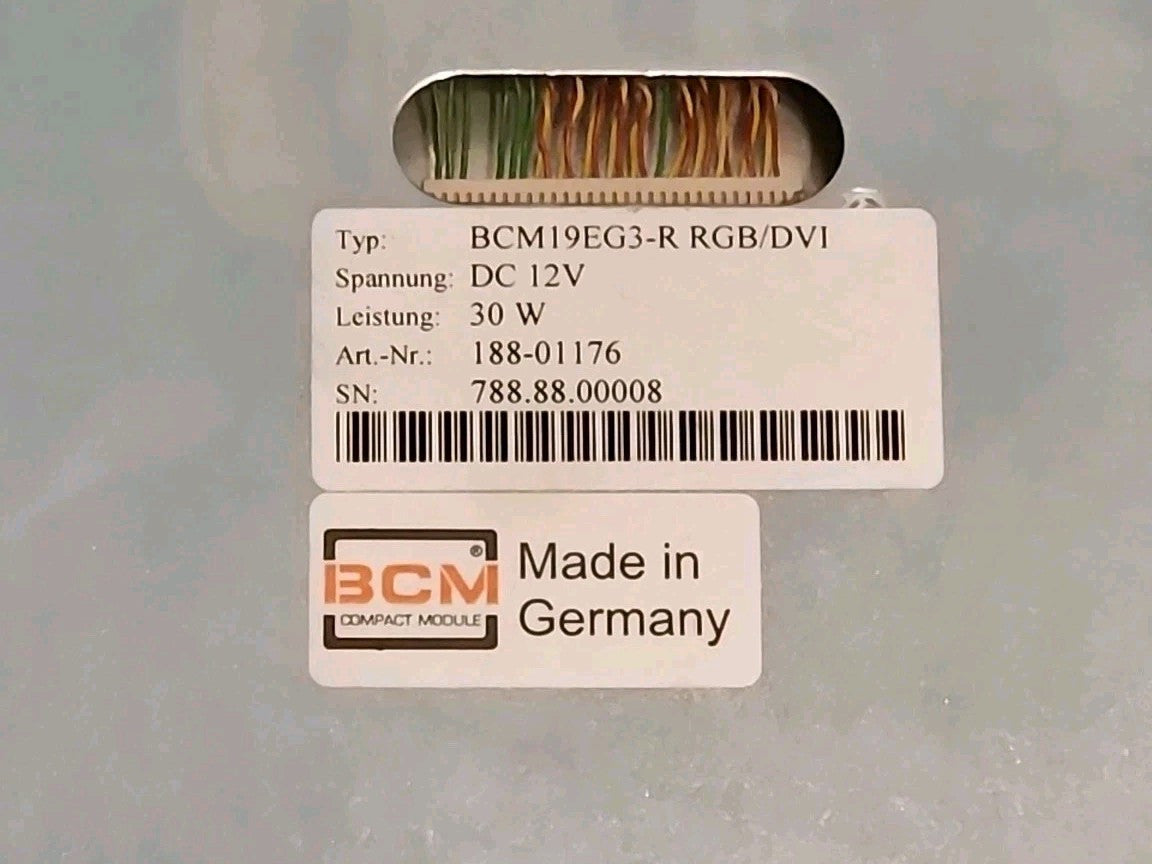 Typ: BCM19EG3-R RGB/DVI
Spannung: DC 12V
Leistung: 30 W
Art.-Nr.: 188-01176
SN: 788.88.00008
BCM®
COMPACT MODULE
Made in
Germany